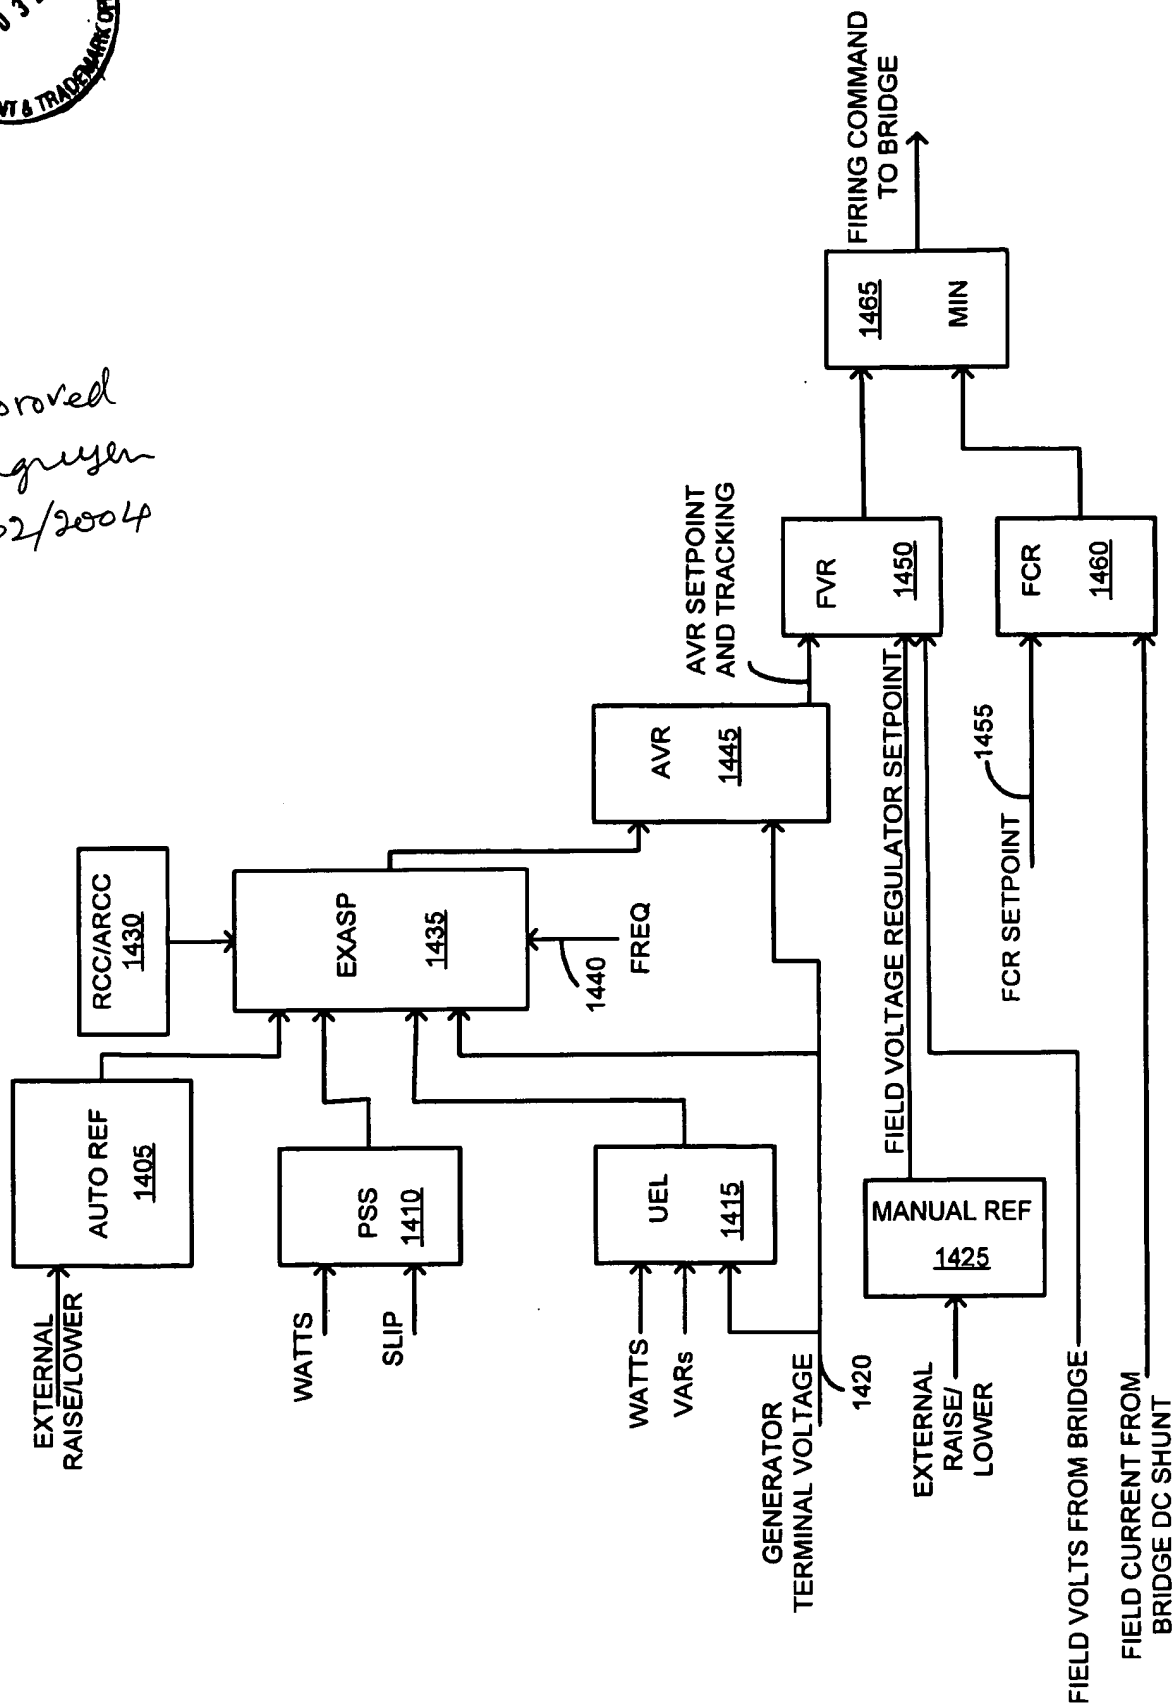 & TRADEMARK
2004
EXTERNAL
RAISE/LOWER
AUTO REF
1405
RCC/ARCC
1430
WATTS
SLIP
PSS
1410
EXASP
1435
1440
FREQ
WATTS
VARs
UEL
1415
AVR
1445
AVR SETPOINT
AND TRACKING
GENERATOR
TERMINAL VOLTAGE
1420
EXTERNAL
RAISE/
LOWER
MANUAL REF
1425
FIELD VOLTAGE REGULATOR SETPOINT
FVR
1450
FIRING COMMAND
TO BRIDGE
1465
MIN
FCR SETPOINT
1455
FCR
1460
FIELD VOLTS FROM BRIDGE
FIELD CURRENT FROM
BRIDGE DC SHUNT